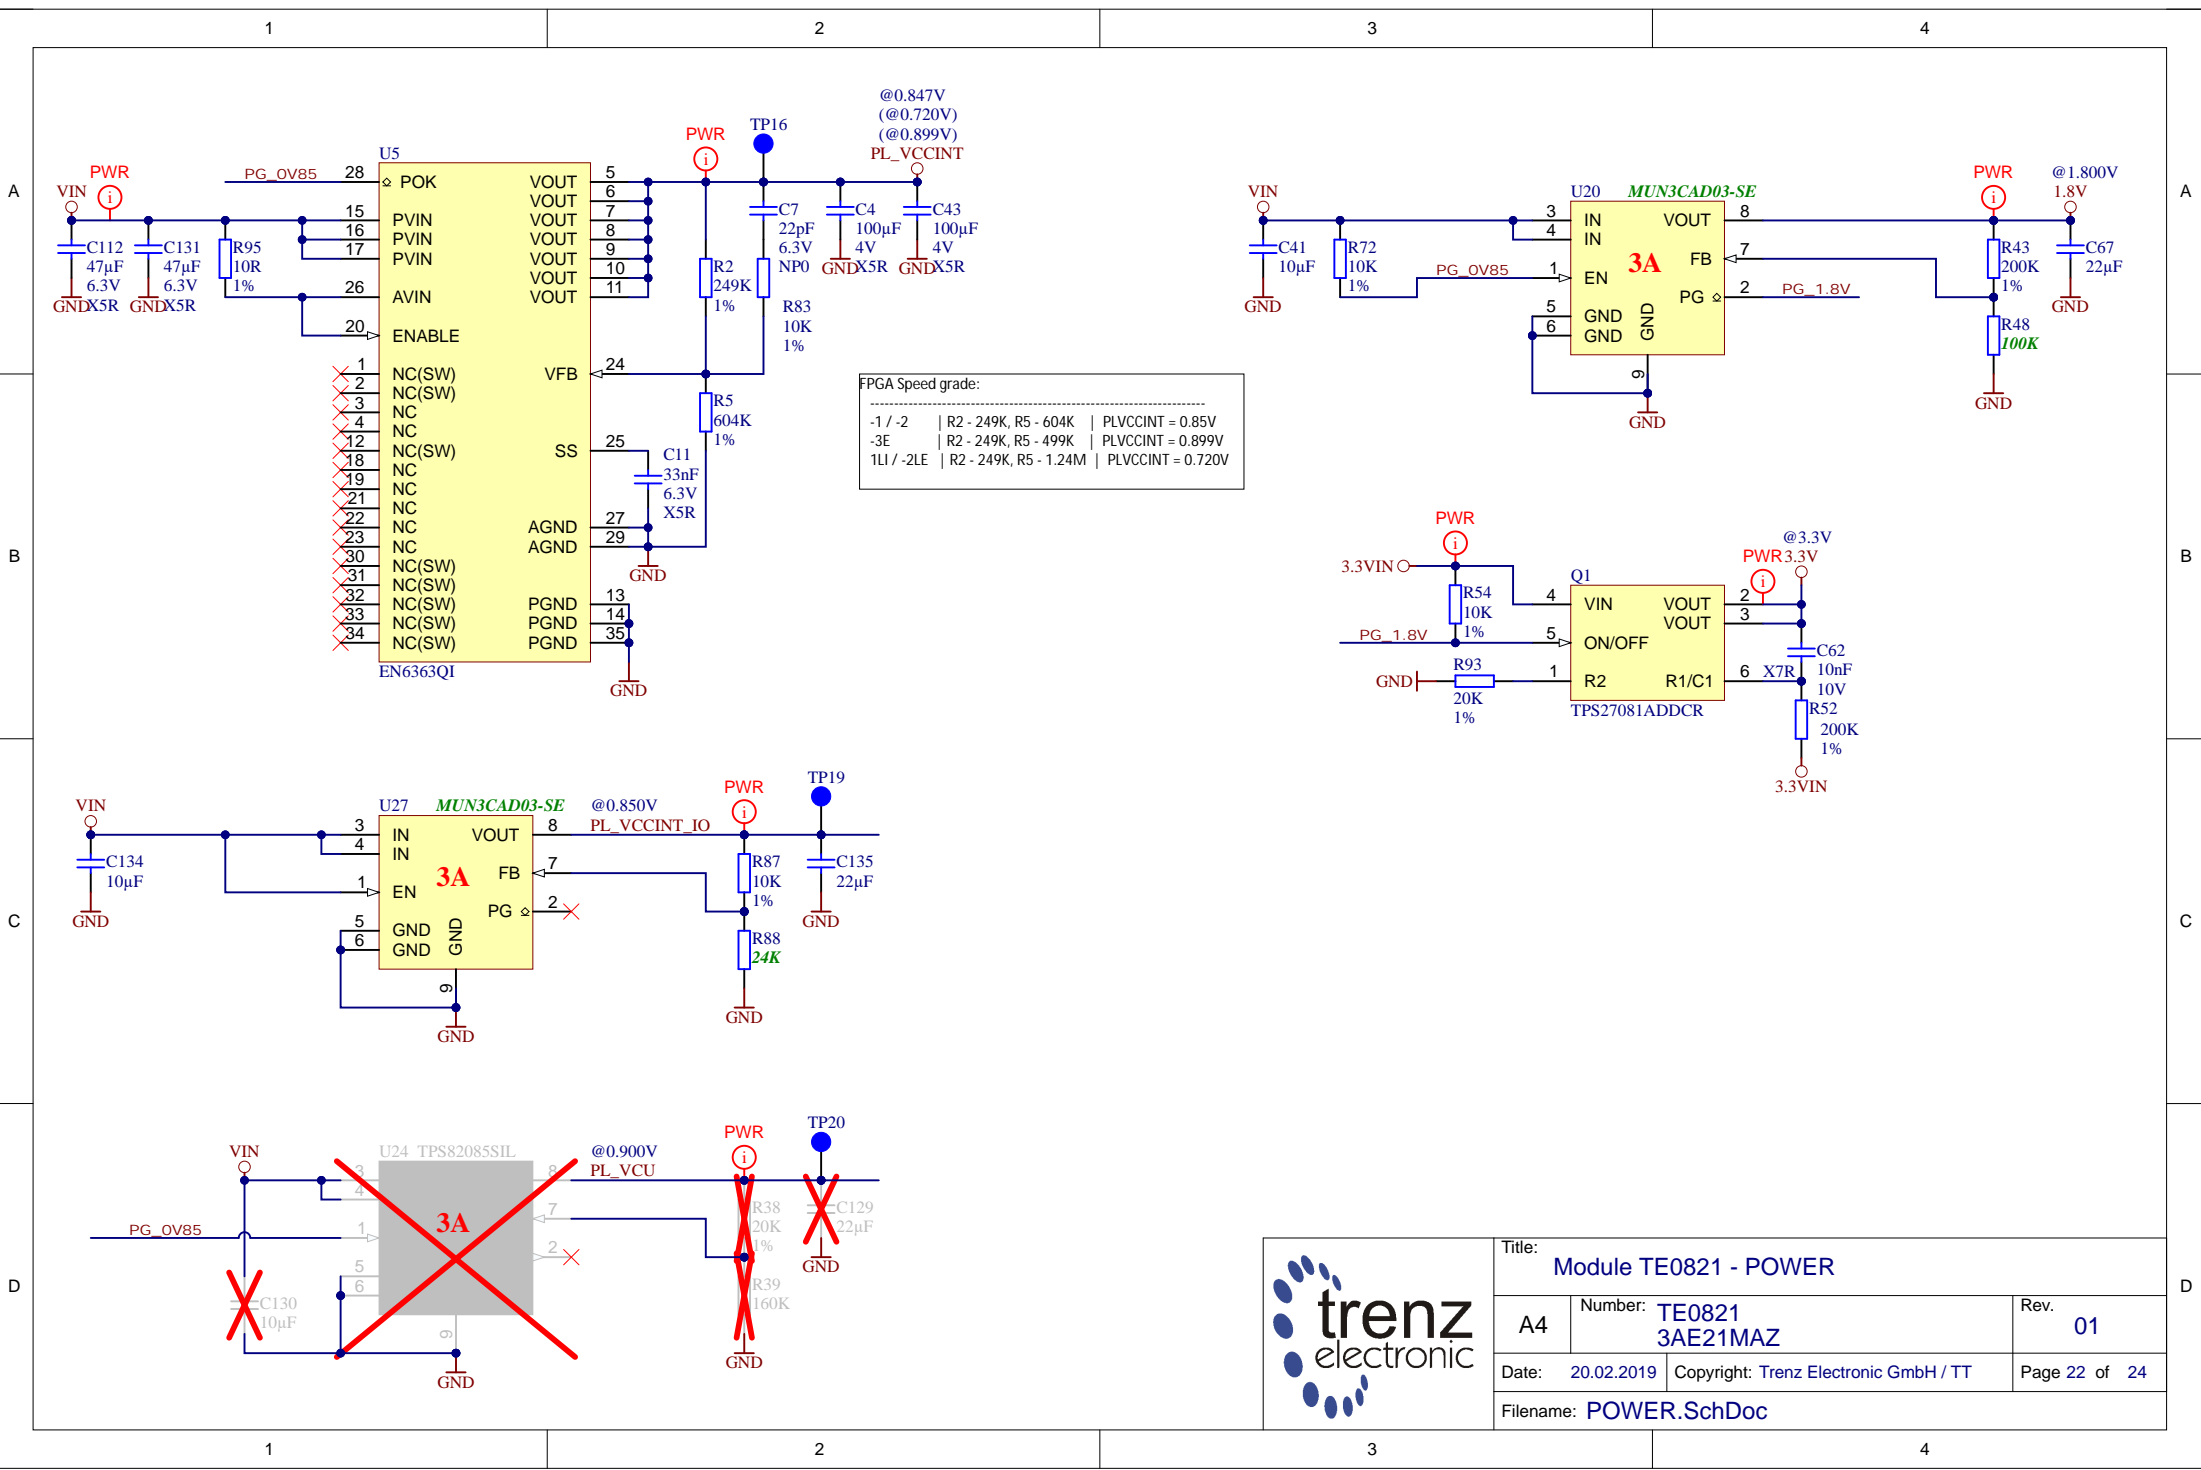 1 2 3 4
A
B
C
D
A
B
C
D
U5
PWR
VIN
PG_0V85
C112
47µF
6.3V
X5R
GND
C131
47µF
6.3V
X5R
GND
R95
10R
1%
28 POK
15 PVIN
16 PVIN
17 PVIN
26 AVIN
20 ENABLE
1 NC(SW)
2 NC(SW)
3 NC
4 NC
12 NC(SW)
18 NC
19 NC
21 NC
22 NC
23 NC
30 NC(SW)
31 NC(SW)
32 NC(SW)
33 NC(SW)
34 NC(SW)
VOUT 5
VOUT 6
VOUT 7
VOUT 8
VOUT 9
VOUT 10
VOUT 11
VFB 24
SS 25
AGND 27
AGND 29
PGND 13
PGND 14
PGND 35
EN6363QI
GND
PWR
TP16
@0.847V
(@0.720V)
(@0.899V)
PL_VCCINT
C7
22pF
6.3V
NP0
C4
100µF
4V
X5R
GND
C43
100µF
4V
X5R
GND
R2
249K
1%
R83
10K
1%
R5
604K
1%
C11
33nF
6.3V
X5R
GND
FPGA Speed grade:
----------------------------------------------------------------------
-1 / -2 | R2 - 249K, R5 - 604K | PLVCCINT = 0.85V
-3E | R2 - 249K, R5 - 499K | PLVCCINT = 0.899V
1LI / -2LE | R2 - 249K, R5 - 1.24M | PLVCCINT = 0.720V
U20 MUN3CAD03-SE
VIN
C41
10µF
GND
R72
10K
1%
PG_0V85
3 IN
4 IN
1 EN
5 GND
6 GND
GND
9
GND
3A
VOUT 8
FB 7
PG 2
PG_1.8V
PWR
@1.800V
1.8V
R43
200K
1%
R48
100K
GND
C67
22µF
GND
PWR
3.3VIN
R54
10K
1%
PG_1.8V
R93
20K
1%
GND
Q1
4 VIN
5 ON/OFF
1 R2
VOUT 2
VOUT 3
R1/C1 6
TPS27081ADDCR
@3.3V
PWR
3.3V
X7R
C62
10nF
10V
R52
200K
1%
3.3VIN
VIN
C134
10µF
GND
U27 MUN3CAD03-SE
3 IN
4 IN
1 EN
5 GND
6 GND
GND
9
GND
3A
VOUT 8
FB 7
PG 2
@0.850V
PL_VCCINT_IO
PWR
TP19
R87
10K
1%
R88
24K
GND
C135
22µF
GND
VIN
PG_0V85
C130
10µF
U24 TPS82085SIL
3
4
1
5
6
9
GND
3A
8
7
2
@0.900V
PL_VCU
PWR
TP20
R38
20K
1%
R39
160K
GND
C129
22µF
GND
trenz
electronic
Title:
Module TE0821 - POWER
A4
Number: TE0821
3AE21MAZ
Rev.
01
Date: 20.02.2019
Copyright: Trenz Electronic GmbH / TT
Page 22 of 24
Filename: POWER.SchDoc
1 2 3 4